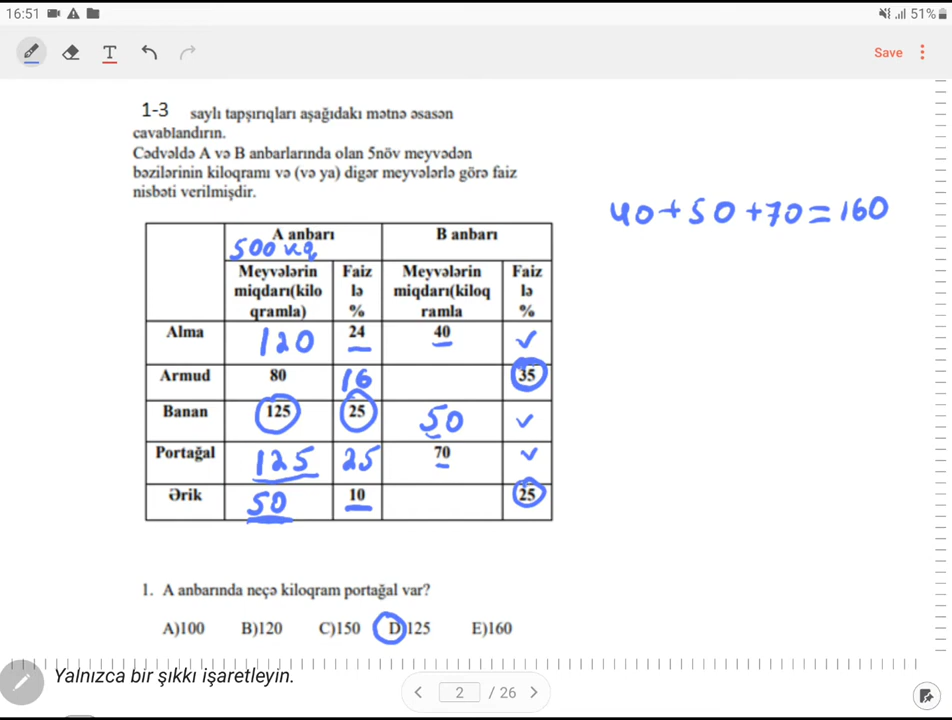 16:51 51%
T Save
1-3 saylı tapşırıqları aşağıdakı mətnə əsasən
cavablandırın.
Cədvəldə A və B anbarlarında olan 5növ meyvədən
bəzilərinin kiloqramı və (və ya) digər meyvələrlə görə faiz
nisbəti verilmişdir.
40+50+70=160
A anbarı B anbarı
500 kq
Meyvələrin Faiz Meyvələrin Faiz
miqdarı(kilo lə miqdarı(kiloq lə
qramla) % ramla %
Alma 120 24 40 ✓
Armud 80 16 35
Banan 125 25 50 ✓
Portağal 125 25 70 ✓
Ərik 50 10 25
1. A anbarında neçə kiloqram portağal var?
A)100 B)120 C)150 D)125 E)160
Yalnızca bir şıkkı işaretleyin.
2 / 26